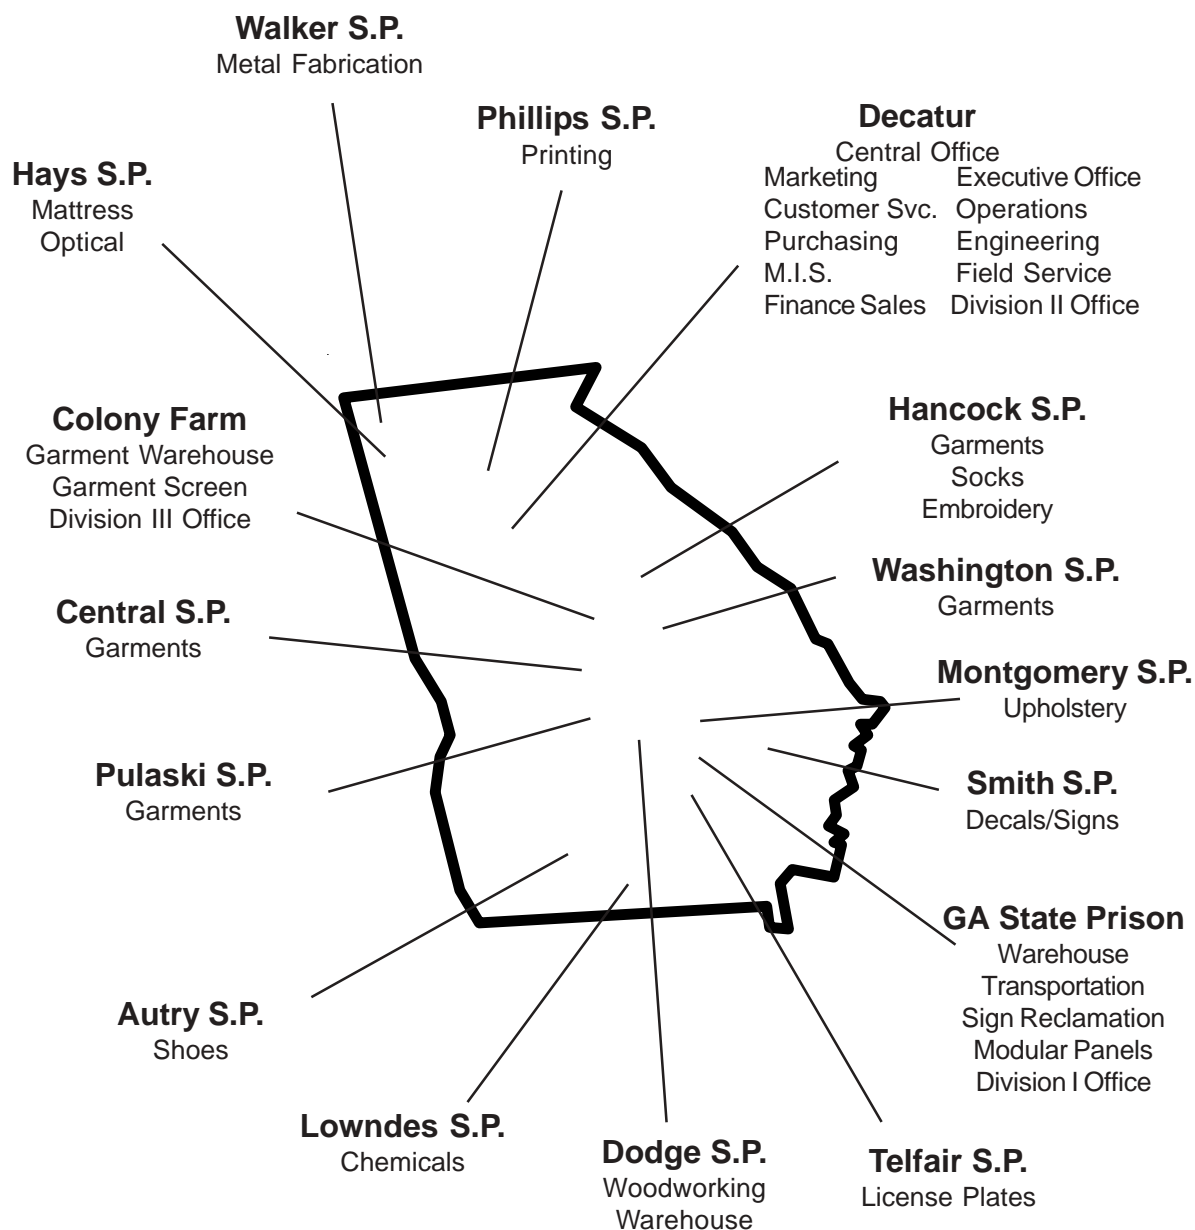 Walker S.P.
Metal Fabrication
Phillips S.P.
Printing
Decatur
Central Office
Marketing Executive Office
Customer Svc. Operations
Purchasing Engineering
M.I.S. Field Service
Finance Sales Division II Office
Hays S.P.
Mattress
Optical
Colony Farm
Garment Warehouse
Garment Screen
Division III Office
Hancock S.P.
Garments
Socks
Embroidery
Washington S.P.
Garments
Central S.P.
Garments
Montgomery S.P.
Upholstery
Pulaski S.P.
Garments
Smith S.P.
Decals/Signs
GA State Prison
Warehouse
Transportation
Sign Reclamation
Modular Panels
Division I Office
Autry S.P.
Shoes
Lowndes S.P.
Chemicals
Dodge S.P.
Woodworking
Warehouse
Telfair S.P.
License Plates